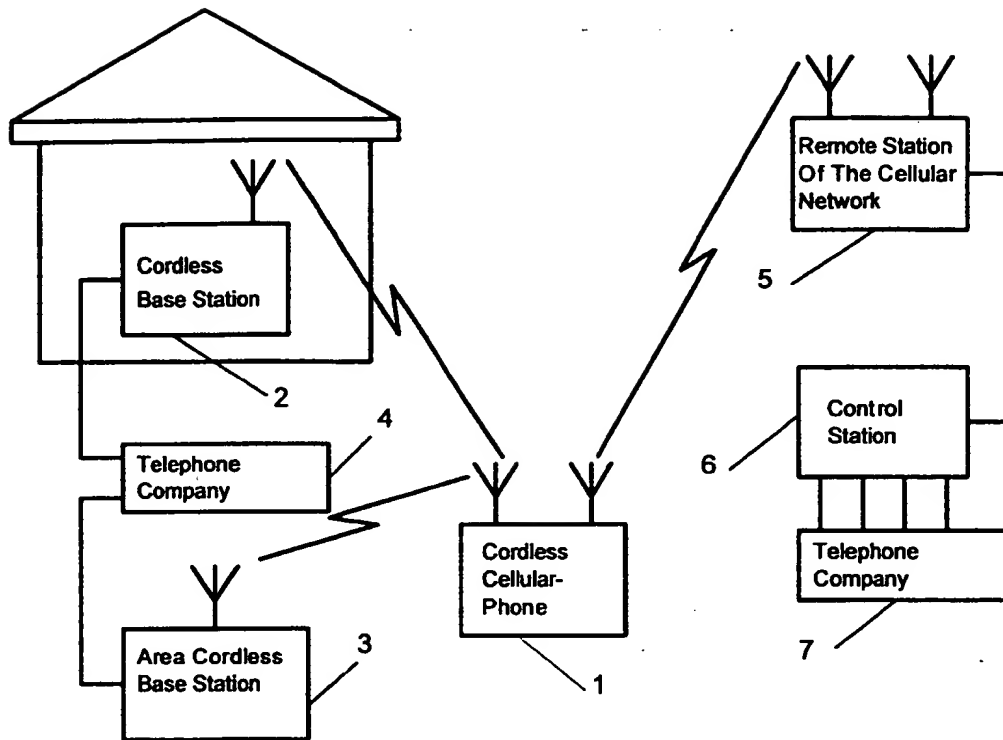 Cordless
Base Station
2
4
Telephone
Company
Area Cordless
Base Station
3
Cordless
Cellular-
Phone
1
Remote Station
Of The Cellular
Network
5
Control
Station
6
Telephone
Company
7